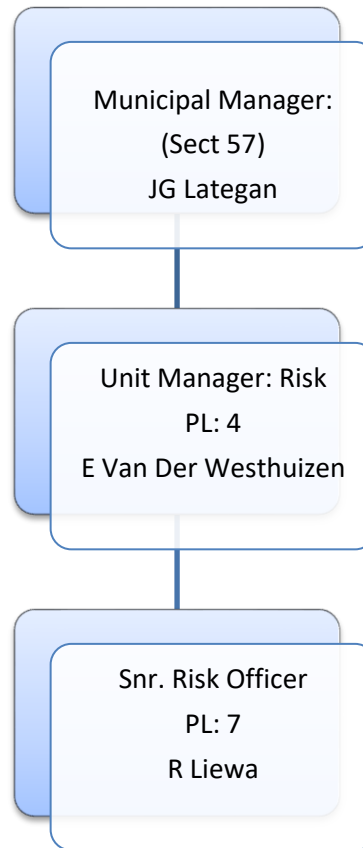 Municipal Manager:
(Sect 57)
JG Lategan
Unit Manager: Risk
PL: 4
E Van Der Westhuizen
Snr. Risk Officer
PL: 7
R Liewa